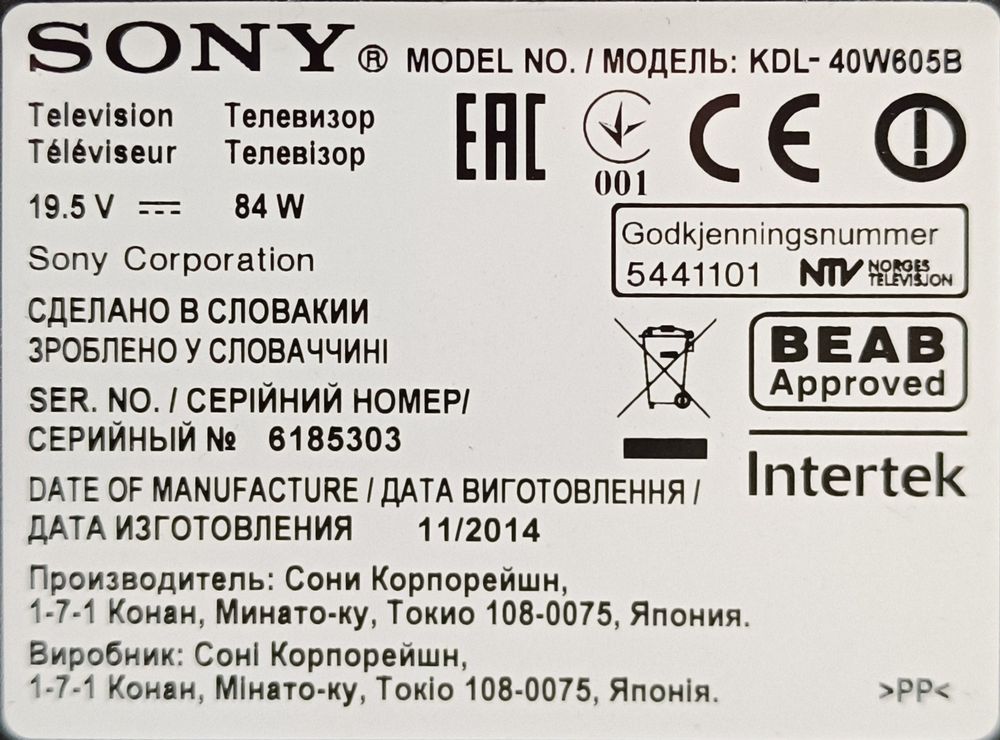 SONY® MODEL NO. / МОДЕЛЬ: KDL- 40W605B
Television Телевизор
Téléviseur Телевізор
EAC
001
CE
19.5 V 84 W
Godkjenningsnummer
5441101 NTV NORGES TELEVISJON
Sony Corporation
СДЕЛАНО В СЛОВАКИИ
ЗРОБЛЕНО У СЛОВАЧЧИНІ
BEAB
Approved
Intertek
SER. NO. / СЕРІЙНИЙ НОМЕР/
СЕРИЙНЫЙ № 6185303
DATE OF MANUFACTURE / ДАТА ВИГОТОВЛЕННЯ /
ДАТА ИЗГОТОВЛЕНИЯ 11/2014
Производитель: Сони Корпорейшн,
1-7-1 Конан, Минато-ку, Токио 108-0075, Япония.
Виробник: Соні Корпорейшн,
1-7-1 Конан, Мінато-ку, Токіо 108-0075, Японія.
>PP<